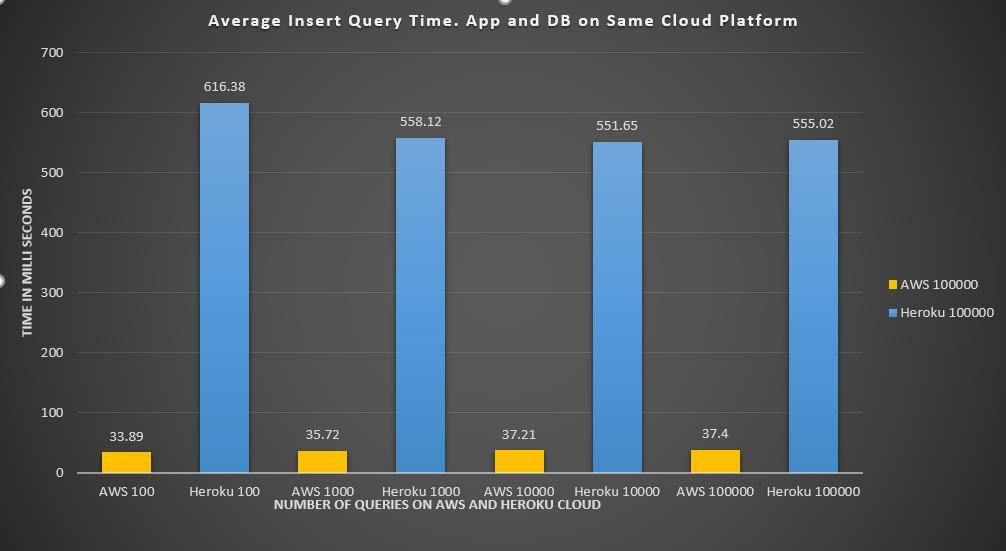 Average Insert Query Time. App and DB on Same Cloud Platform
TIME IN MILLI SECONDS
700
600
500
400
300
200
100
0
33.89
616.38
35.72
558.12
37.21
551.65
37.4
555.02
AWS 100
Heroku 100
AWS 1000
Heroku 1000
AWS 10000
Heroku 10000
AWS 100000
Heroku 100000
NUMBER OF QUERIES ON AWS AND HEROKU CLOUD
AWS 100000
Heroku 100000